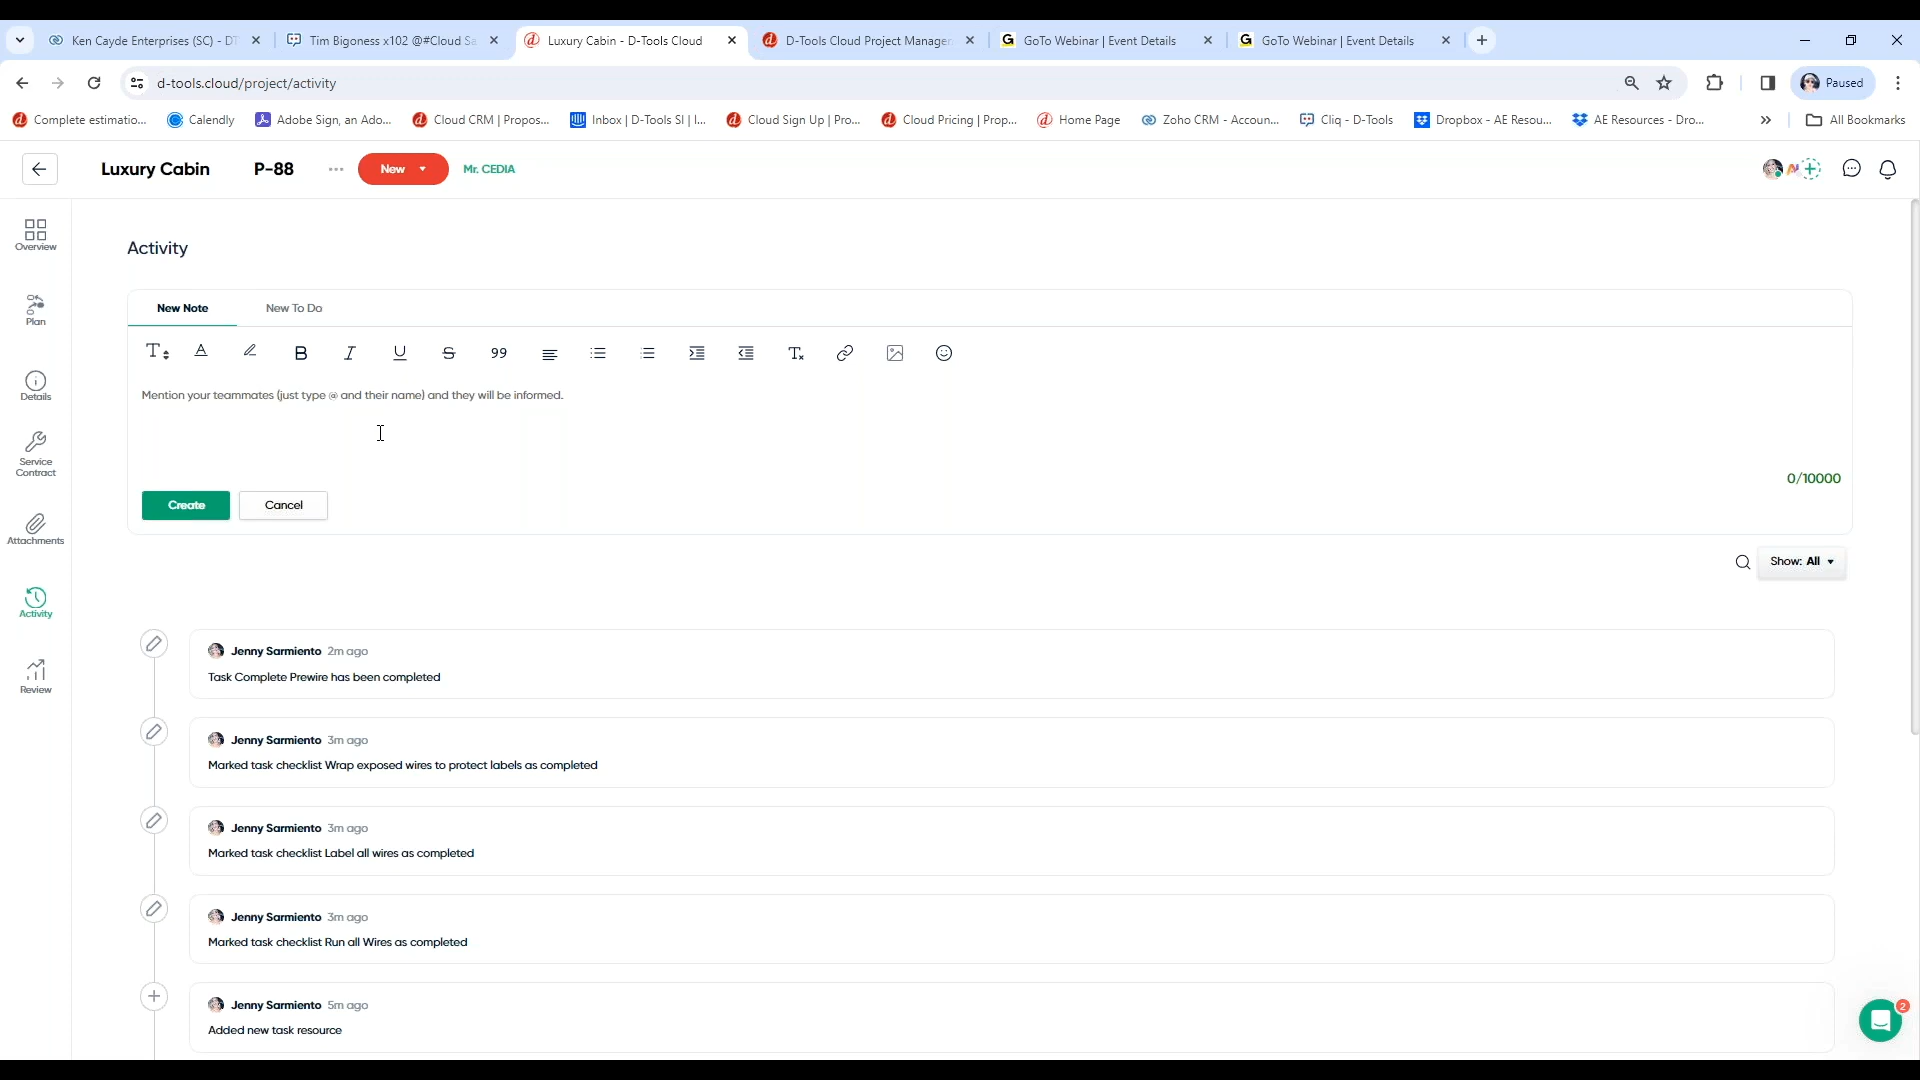 Ken Cayde Enterprises (SC) - DT
Tim Bigoness x102 @#Cloud Sa
Luxury Cabin - D-Tools Cloud
D-Tools Cloud Project Manager
GoTo Webinar | Event Details
GoTo Webinar | Event Details
d-tools.cloud/project/activity
Paused
Complete estimatio...
Calendly
Adobe Sign, an Ado...
Cloud CRM | Propos...
Inbox | D-Tools SI | I...
Cloud Sign Up | Pro...
Cloud Pricing | Prop...
Home Page
Zoho CRM - Accoun...
Cliq - D-Tools
Dropbox - AE Resou...
AE Resources - Dro...
All Bookmarks
Luxury Cabin P-88 ... New Mr. CEDIA
Overview
Plan
Details
Service
Contract
Attachments
Activity
Review
Activity
New Note New To Do
Mention your teammates (just type @ and their name) and they will be informed.
0/10000
Create Cancel
Show: All
Jenny Sarmiento 2m ago
Task Complete Prewire has been completed
Jenny Sarmiento 3m ago
Marked task checklist Wrap exposed wires to protect labels as completed
Jenny Sarmiento 3m ago
Marked task checklist Label all wires as completed
Jenny Sarmiento 3m ago
Marked task checklist Run all Wires as completed
Jenny Sarmiento 5m ago
Added new task resource
2